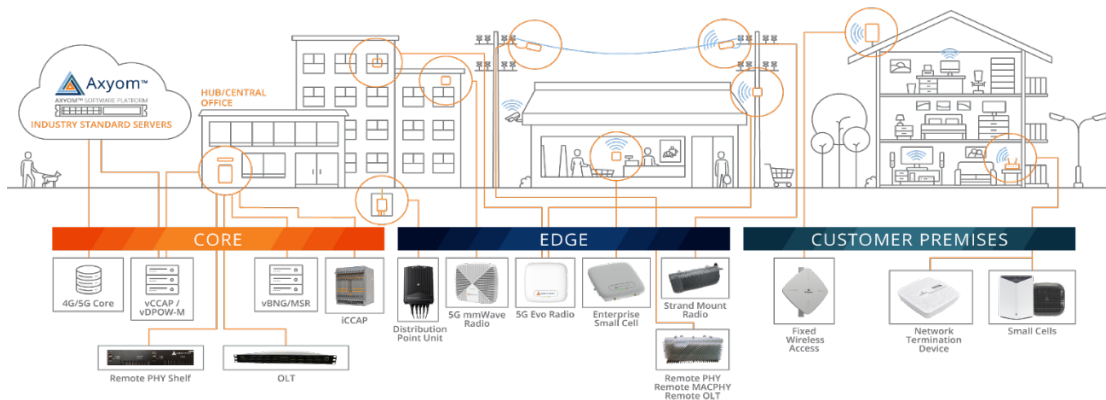 Axyom™
AXYOM™ SOFTWARE PLATFORM
INDUSTRY STANDARD SERVERS
HUB/CENTRAL
OFFICE
CORE
EDGE
CUSTOMER PREMISES
4G/5G Core
vCCAP /
vDPOW-M
vBNG/MSR
iCCAP
Distribution
Point Unit
5G mmWave
Radio
5G Evo Radio
Enterprise
Small Cell
Strand Mount
Radio
Fixed
Wireless
Access
Network
Termination
Device
Small Cells
Remote PHY Shelf
OLT
Remote PHY
Remote MACPHY
Remote OLT